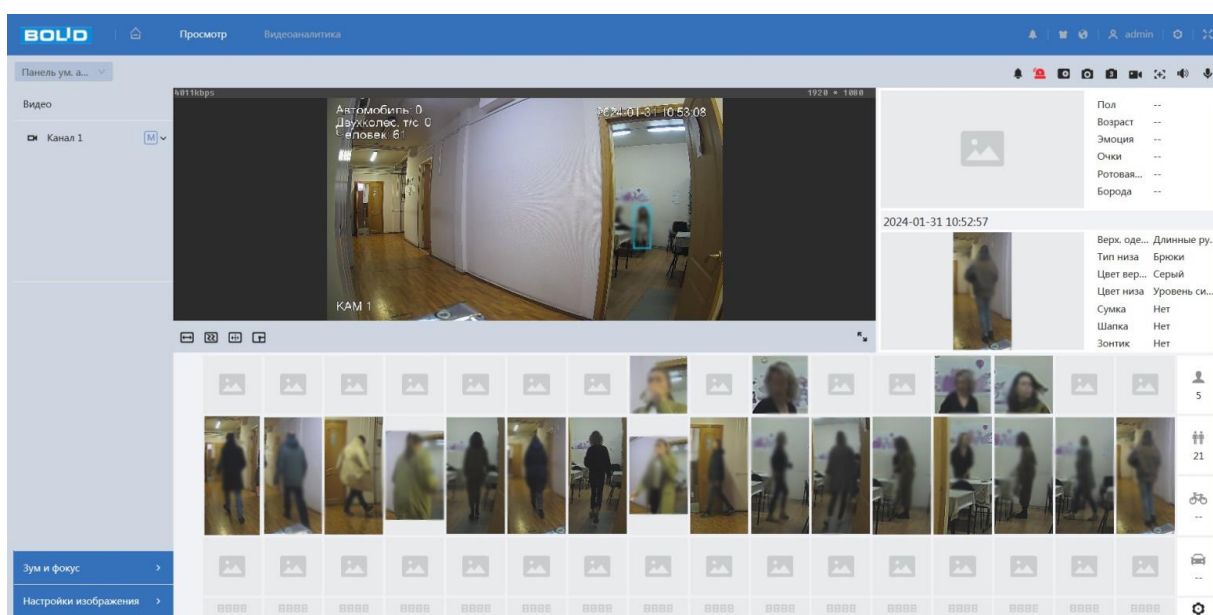 BOLID
Просмотр
Видеоаналитика
admin
Панель ум. а...
Видео
Канал 1
M
4011kbps
1920 * 1080
Автомобиль: 0
Двухколес. т/с: 0
Человек: 61
2024-01-31 10:53:08
КАМ 1
Пол --
Возраст --
Эмоция --
Очки --
Ротовая... --
Борода --
2024-01-31 10:52:57
Верх. оде... Длинные ру...
Тип низа Брюки
Цвет вер... Серый
Цвет низа Уровень си...
Сумка Нет
Шапка Нет
Зонтик Нет
5
21
--
--
Зум и фокус
Настройки изображения